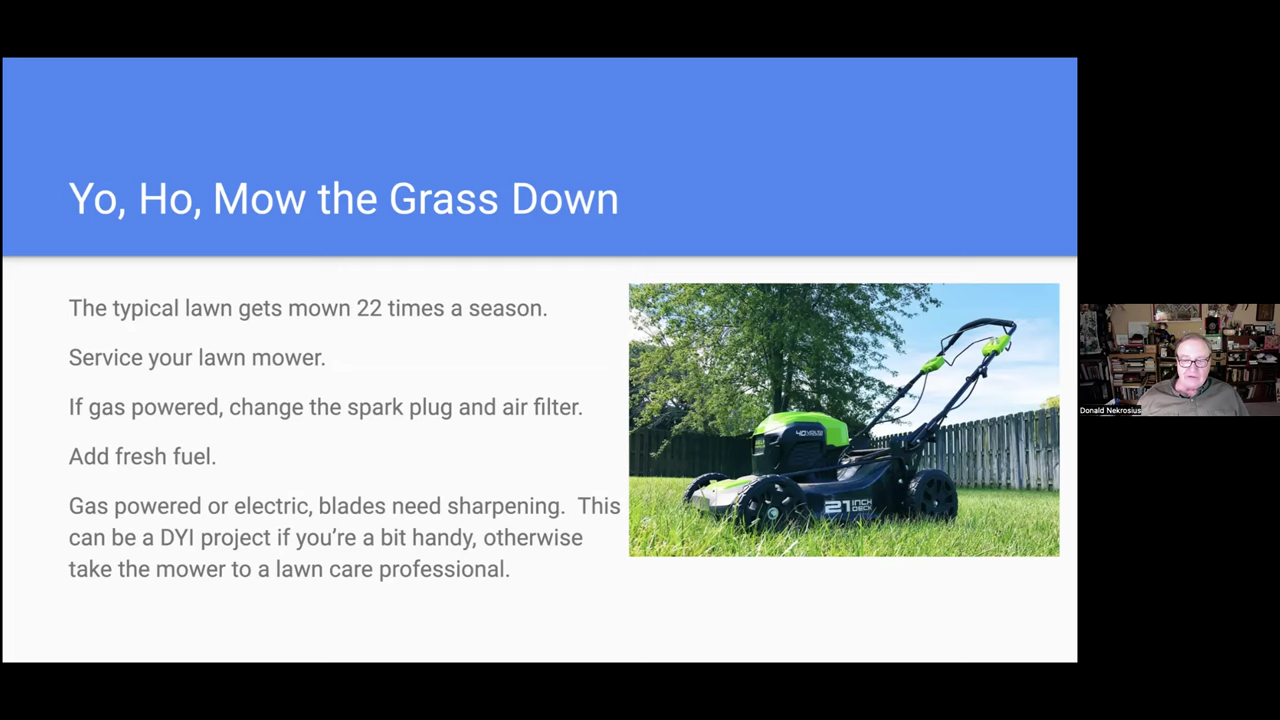 Yo, Ho, Mow the Grass Down
The typical lawn gets mown 22 times a season.
Service your lawn mower.
If gas powered, change the spark plug and air filter.
Add fresh fuel.
Gas powered or electric, blades need sharpening.  This
can be a DYI project if you’re a bit handy, otherwise
take the mower to a lawn care professional.
40 VOLT
21 INCH
DECK
Donald Nekrosius